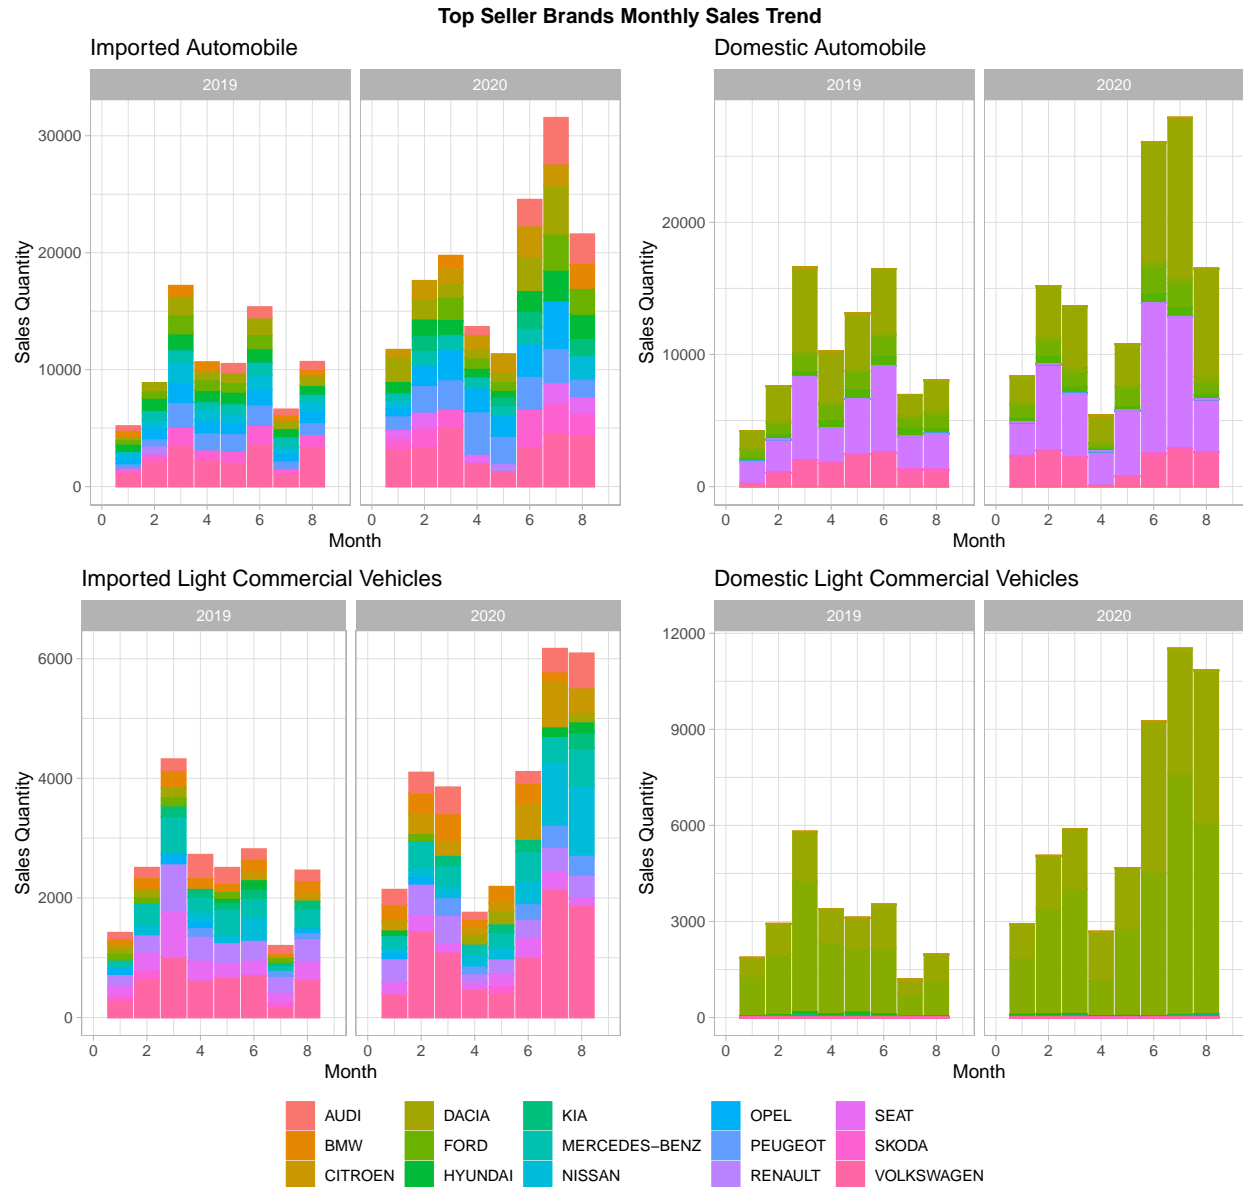 Top Seller Brands Monthly Sales Trend
Imported Automobile
2019 2020
Sales Quantity
30000
20000
10000
0
0 2 4 6 8 0 2 4 6 8
Month
Domestic Automobile
2019 2020
Sales Quantity
20000
10000
0
0 2 4 6 8 0 2 4 6 8
Month
Imported Light Commercial Vehicles
2019 2020
Sales Quantity
6000
4000
2000
0
0 2 4 6 8 0 2 4 6 8
Month
Domestic Light Commercial Vehicles
2019 2020
Sales Quantity
12000
9000
6000
3000
0
0 2 4 6 8 0 2 4 6 8
Month
AUDI DACIA KIA OPEL SEAT
BMW FORD MERCEDES−BENZ PEUGEOT SKODA
CITROEN HYUNDAI NISSAN RENAULT VOLKSWAGEN